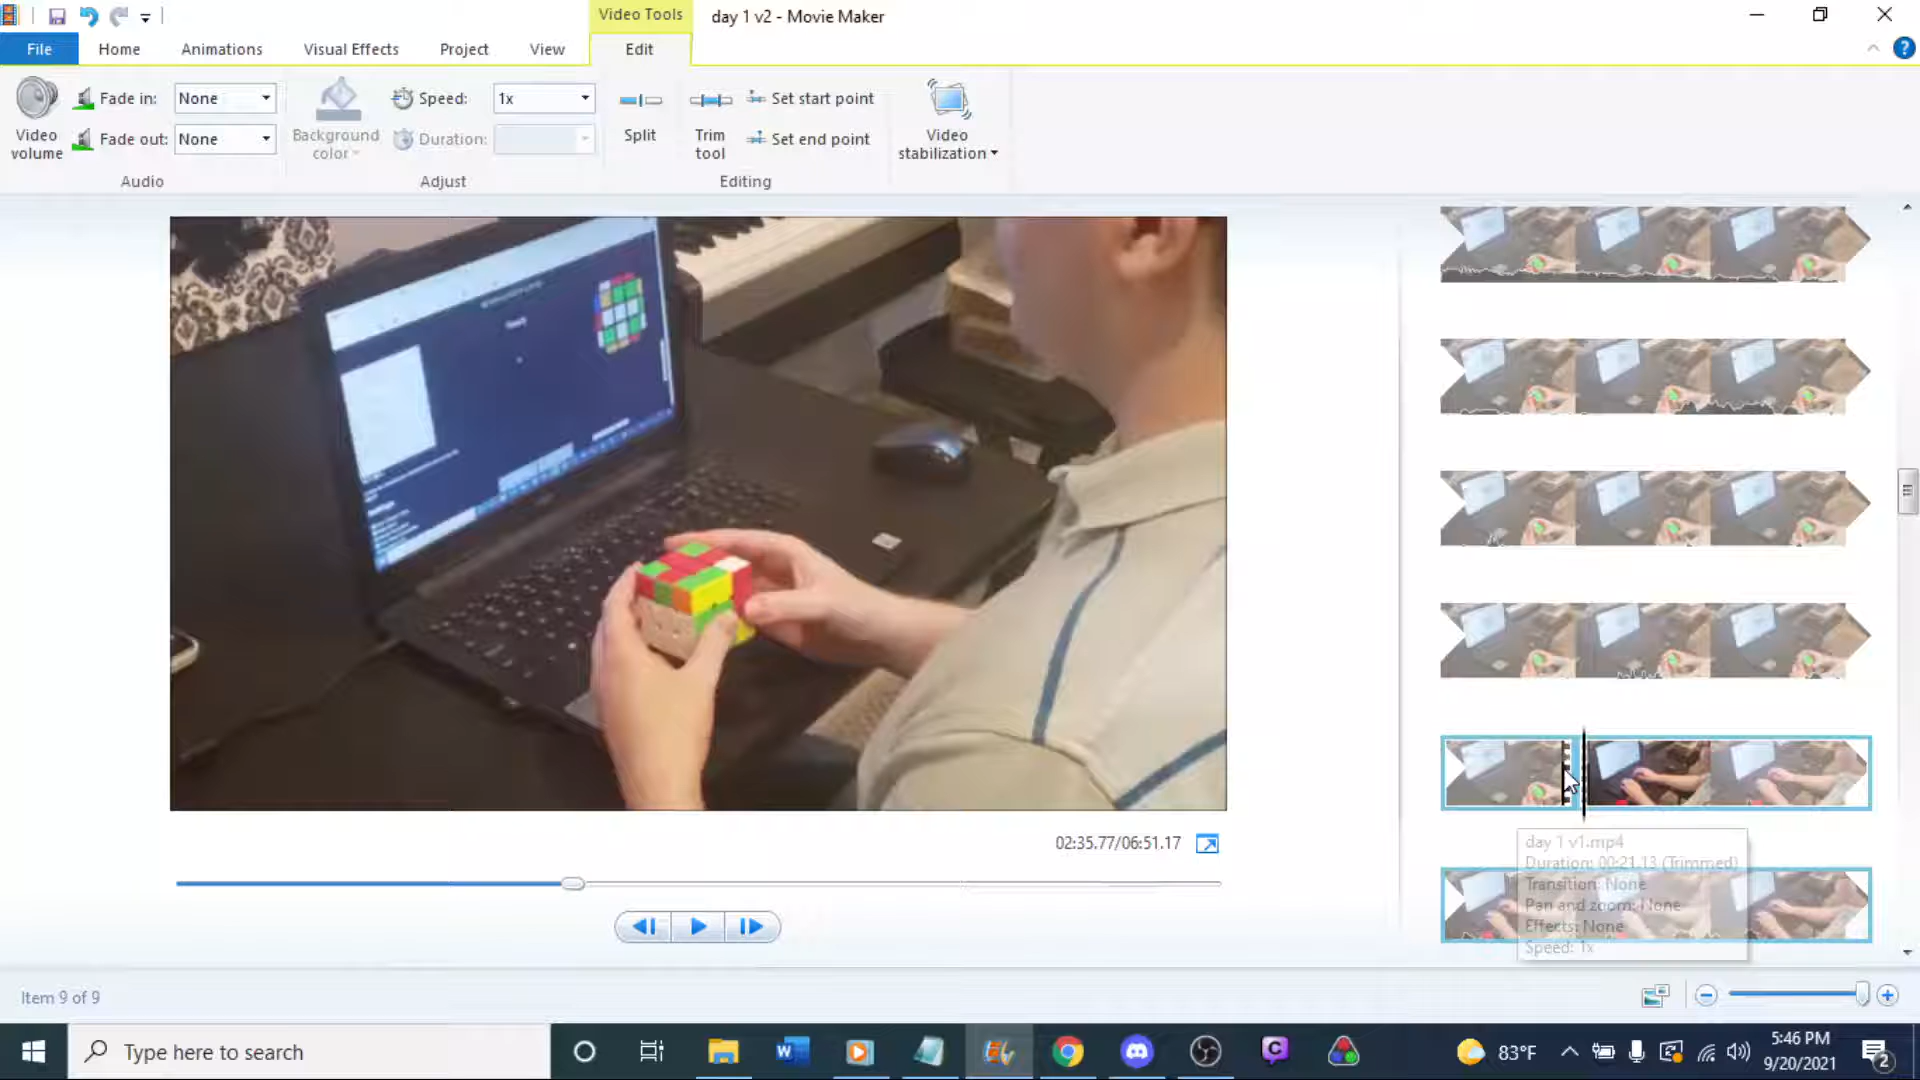 Video Tools
day 1 v2 - Movie Maker
File
Home
Animations
Visual Effects
Project
View
Edit
Video volume
Fade in:
None
Fade out:
None
Audio
Background color
Speed:
1x
Duration:
Adjust
Split
Trim tool
Set start point
Set end point
Editing
Video stabilization
02:35.77/06:51.17
day 1 v1.mp4
Duration: 00:21.13 (Trimmed)
Transition: None
Pan and zoom: None
Effects: None
Speed: 1x
Item 9 of 9
Type here to search
83°F
5:46 PM
9/20/2021
2